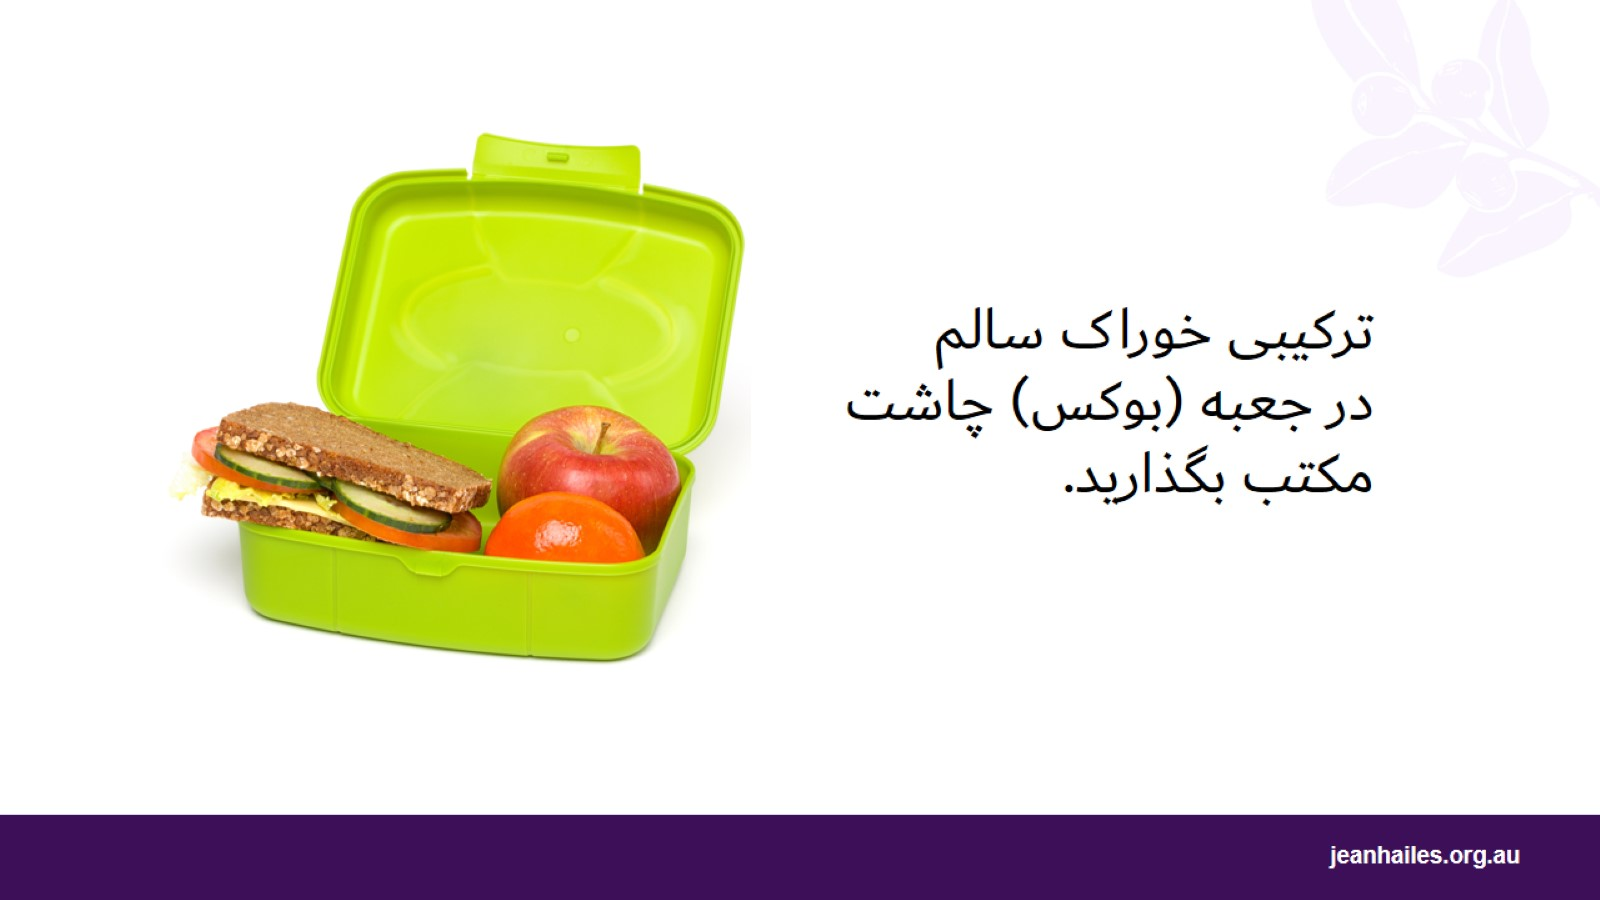 ترکیبی خوراک سالم
در جعبه (بوکس) چاشت
مکتب بگذارید.
jeanhailes.org.au